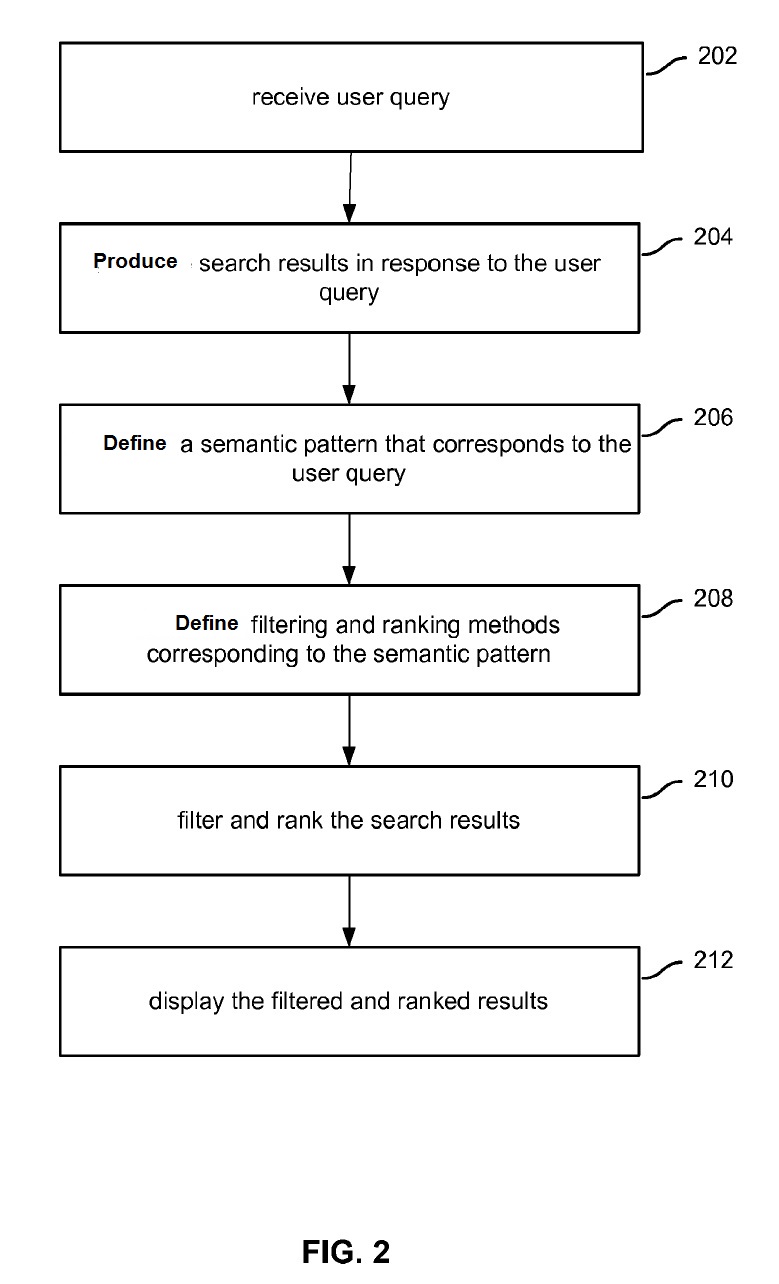 202
receive user query
204
Produce search results in response to the user
query
206
Define a semantic pattern that corresponds to the
user query
208
Define filtering and ranking methods
corresponding to the semantic pattern
210
filter and rank the search results
212
display the filtered and ranked results
FIG. 2